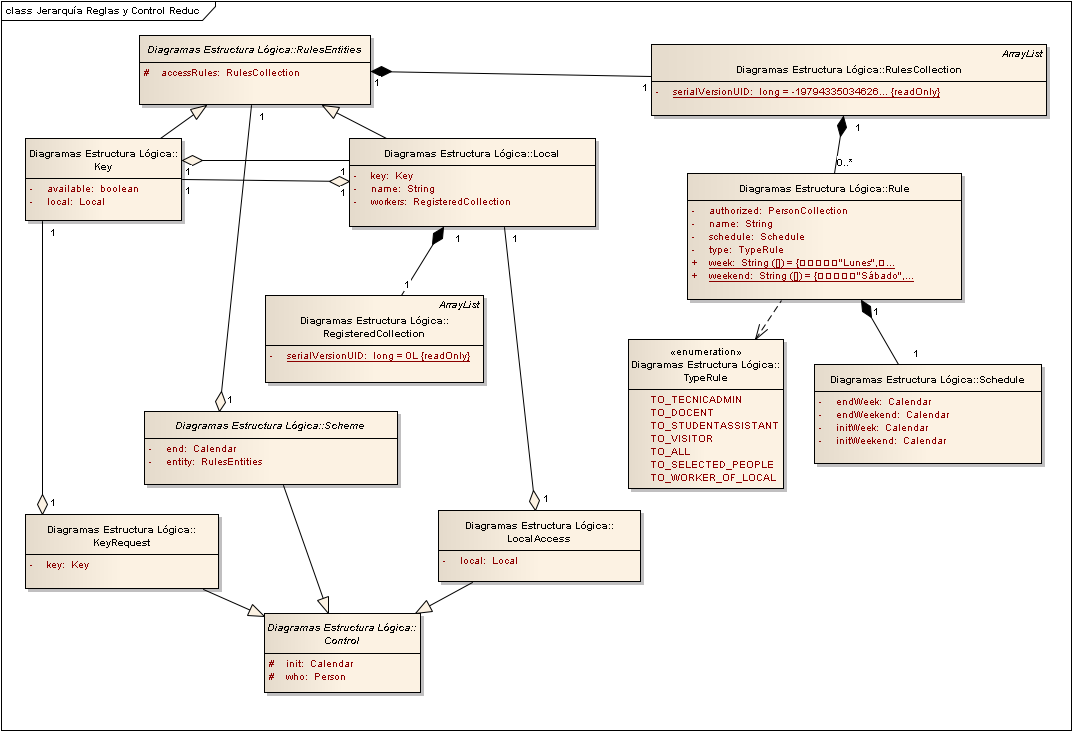 class Jerarquía Reglas y Control Reduc
Diagramas Estructura Lógica::RulesEntities
# accessRules: RulesCollection
ArrayList
Diagramas Estructura Lógica::RulesCollection
- serialVersionUID: long = -19794335034626... {readOnly}
1
1
1
1
0..*
Diagramas Estructura Lógica::
Key
- available: boolean
- local: Local
Diagramas Estructura Lógica::Local
- key: Key
- name: String
- workers: RegisteredCollection
1
1
1
1
Diagramas Estructura Lógica::Rule
- authorized: PersonCollection
- name: String
- schedule: Schedule
- type: TypeRule
+ week: String ([]) = {□□□□□"Lunes",□...
+ weekend: String ([]) = {□□□□□"Sábado",...
1
1
1
1
ArrayList
Diagramas Estructura Lógica::
RegisteredCollection
- serialVersionUID: long = 0L {readOnly}
1
1
«enumeration»
Diagramas Estructura Lógica::
TypeRule
TO_TECNICADMIN
TO_DOCENT
TO_STUDENTASSISTANT
TO_VISITOR
TO_ALL
TO_SELECTED_PEOPLE
TO_WORKER_OF_LOCAL
Diagramas Estructura Lógica::Schedule
- endWeek: Calendar
- endWeekend: Calendar
- initWeek: Calendar
- initWeekend: Calendar
1
Diagramas Estructura Lógica::Scheme
- end: Calendar
- entity: RulesEntities
1
1
Diagramas Estructura Lógica::
KeyRequest
- key: Key
Diagramas Estructura Lógica::
LocalAccess
- local: Local
Diagramas Estructura Lógica::
Control
# init: Calendar
# who: Person